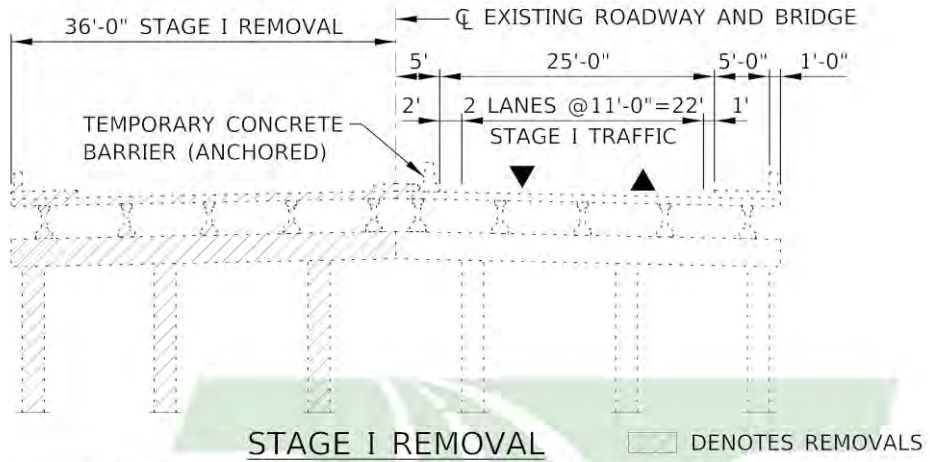 36'-0" STAGE I REMOVAL
℄ EXISTING ROADWAY AND BRIDGE
5' 25'-0" 5'-0" 1'-0"
2' 2 LANES @11'-0"=22' 1'
STAGE I TRAFFIC
TEMPORARY CONCRETE
BARRIER (ANCHORED)
STAGE I REMOVAL
DENOTES REMOVALS